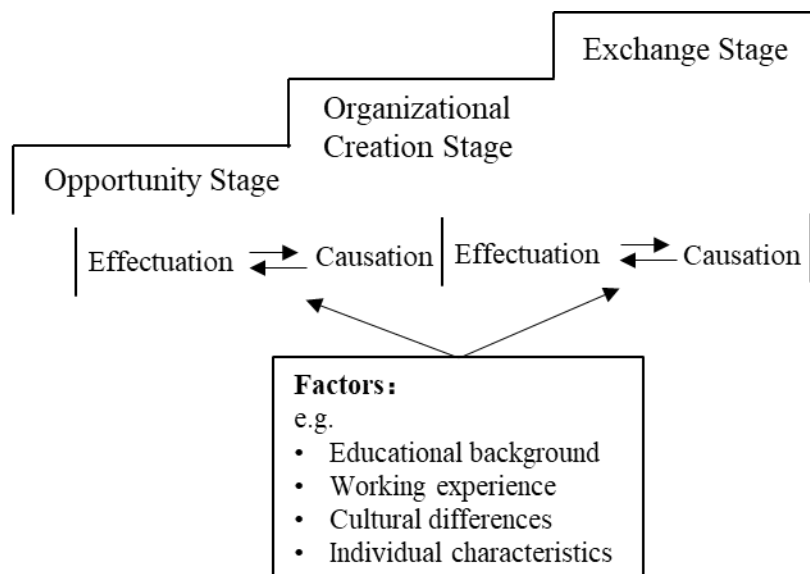 Exchange Stage
Organizational
Creation Stage
Opportunity Stage
Effectuation
Causation
Effectuation
Causation
Factors：
e.g.
• Educational background
• Working experience
• Cultural differences
• Individual characteristics